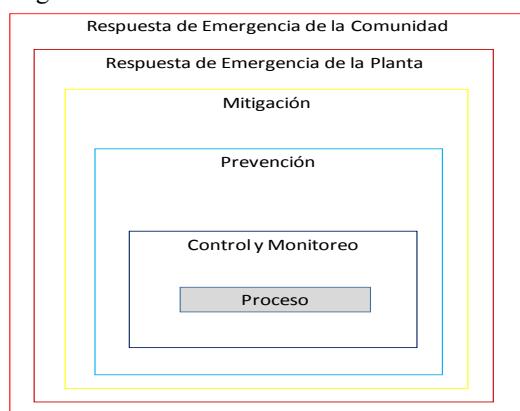 Respuesta de Emergencia de la Comunidad
Respuesta de Emergencia de la Planta
Mitigación
Prevención
Control y Monitoreo
Proceso